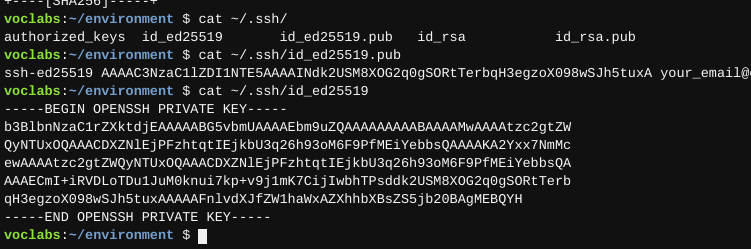 +----[SHA256]-----+
voclabs:~/environment $ cat ~/.ssh/
authorized_keys  id_ed25519       id_ed25519.pub   id_rsa           id_rsa.pub
voclabs:~/environment $ cat ~/.ssh/id_ed25519.pub
ssh-ed25519 AAAAC3NzaC1lZDI1NTE5AAAAINdk2USM8XOG2q0gSORtTerbqH3egzoX098wSJh5tuxA your_email@
voclabs:~/environment $ cat ~/.ssh/id_ed25519
-----BEGIN OPENSSH PRIVATE KEY-----
b3BlbnNzaC1rZXktdjEAAAAABG5vbmUAAAAEbm9uZQAAAAAAAAABAAAAMwAAAAtzc2gtZW
QyNTUxOQAAACDXZNlEjPFzhtqtIEjkbU3q26h93oM6F9PfMEiYebbsQAAAAKA2Yxx7NmMc
ewAAAAtzc2gtZWQyNTUxOQAAACDXZNlEjPFzhtqtIEjkbU3q26h93oM6F9PfMEiYebbsQA
AAAECmI+iRVDLoTDu1JuM0knui7kp+v9j1mK7CijIwbhTPsddk2USM8XOG2q0gSORtTerb
qH3egzoX098wSJh5tuxAAAAAFnlvdXJfZW1haWxAZXhhbXBsZS5jb20BAgMEBQYH
-----END OPENSSH PRIVATE KEY-----
voclabs:~/environment $